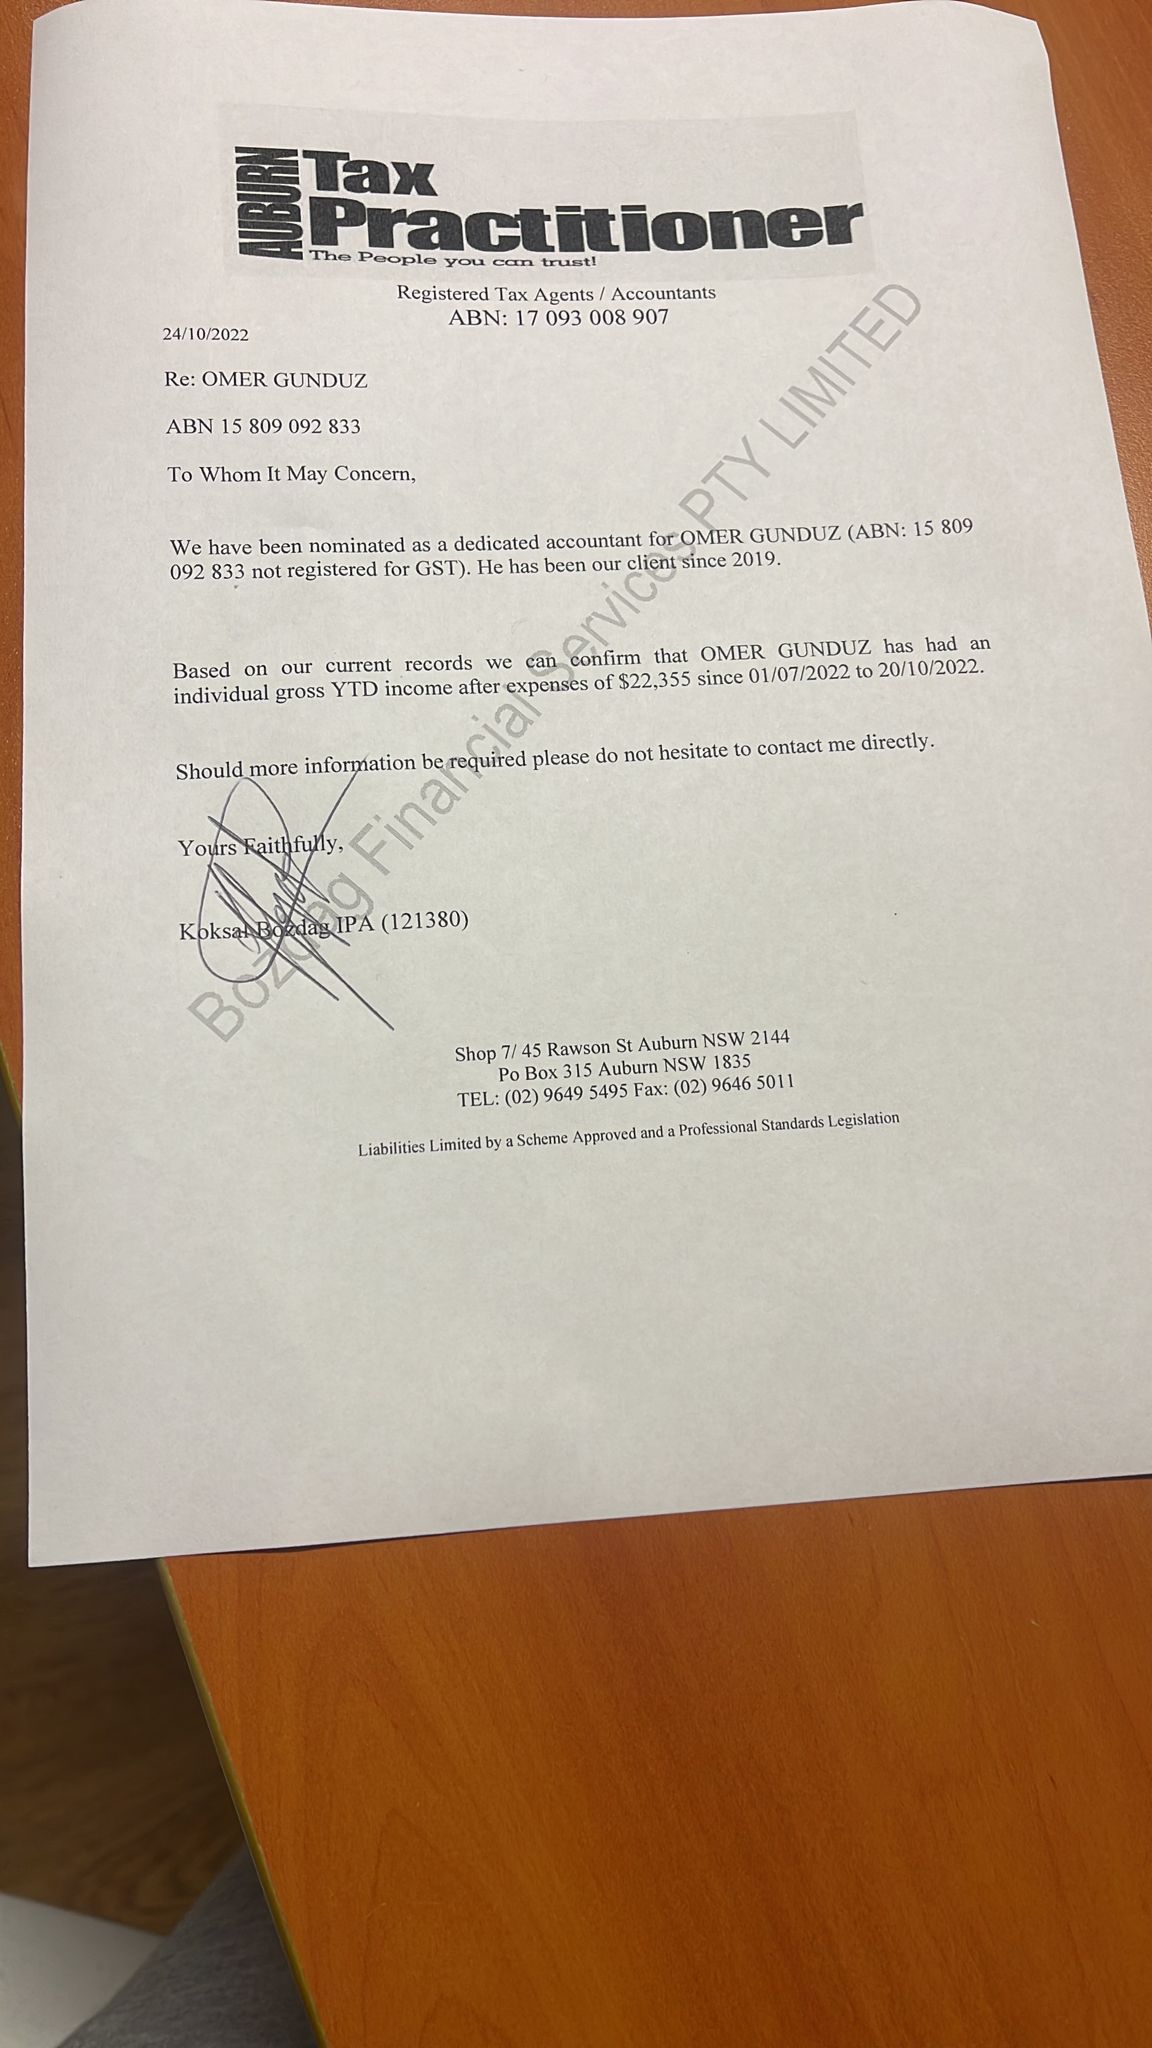 AUBURN
Tax
Practitioner
The People you can trust!
Registered Tax Agents / Accountants
ABN: 17 093 008 907
24/10/2022
Re: OMER GUNDUZ
ABN 15 809 092 833
To Whom It May Concern,
We have been nominated as a dedicated accountant for OMER GUNDUZ (ABN: 15 809
092 833 not registered for GST). He has been our client since 2019.
Based on our current records we can confirm that OMER GUNDUZ has had an
individual gross YTD income after expenses of $22,355 since 01/07/2022 to 20/10/2022.
Should more information be required please do not hesitate to contact me directly.
Yours Faithfully,
Koksal Bozdag IPA (121380)
Bozdag Financial Services PTY LIMITED
Shop 7/ 45 Rawson St Auburn NSW 2144
Po Box 315 Auburn NSW 1835
TEL: (02) 9649 5495 Fax: (02) 9646 5011
Liabilities Limited by a Scheme Approved and a Professional Standards Legislation